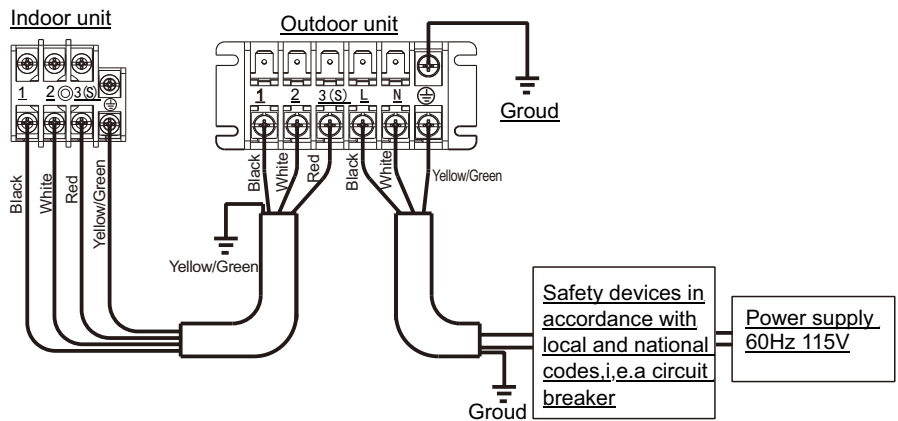 Indoor unit
Outdoor unit
1 2 3(S)
1 2 3(S) L N
Groud
Black
White
Red
Yellow/Green
Black
White
Red
Black
White
Yellow/Green
Yellow/Green
Safety devices in
accordance with
local and national
codes,i,e.a circuit
breaker
Power supply
60Hz 115V
Groud